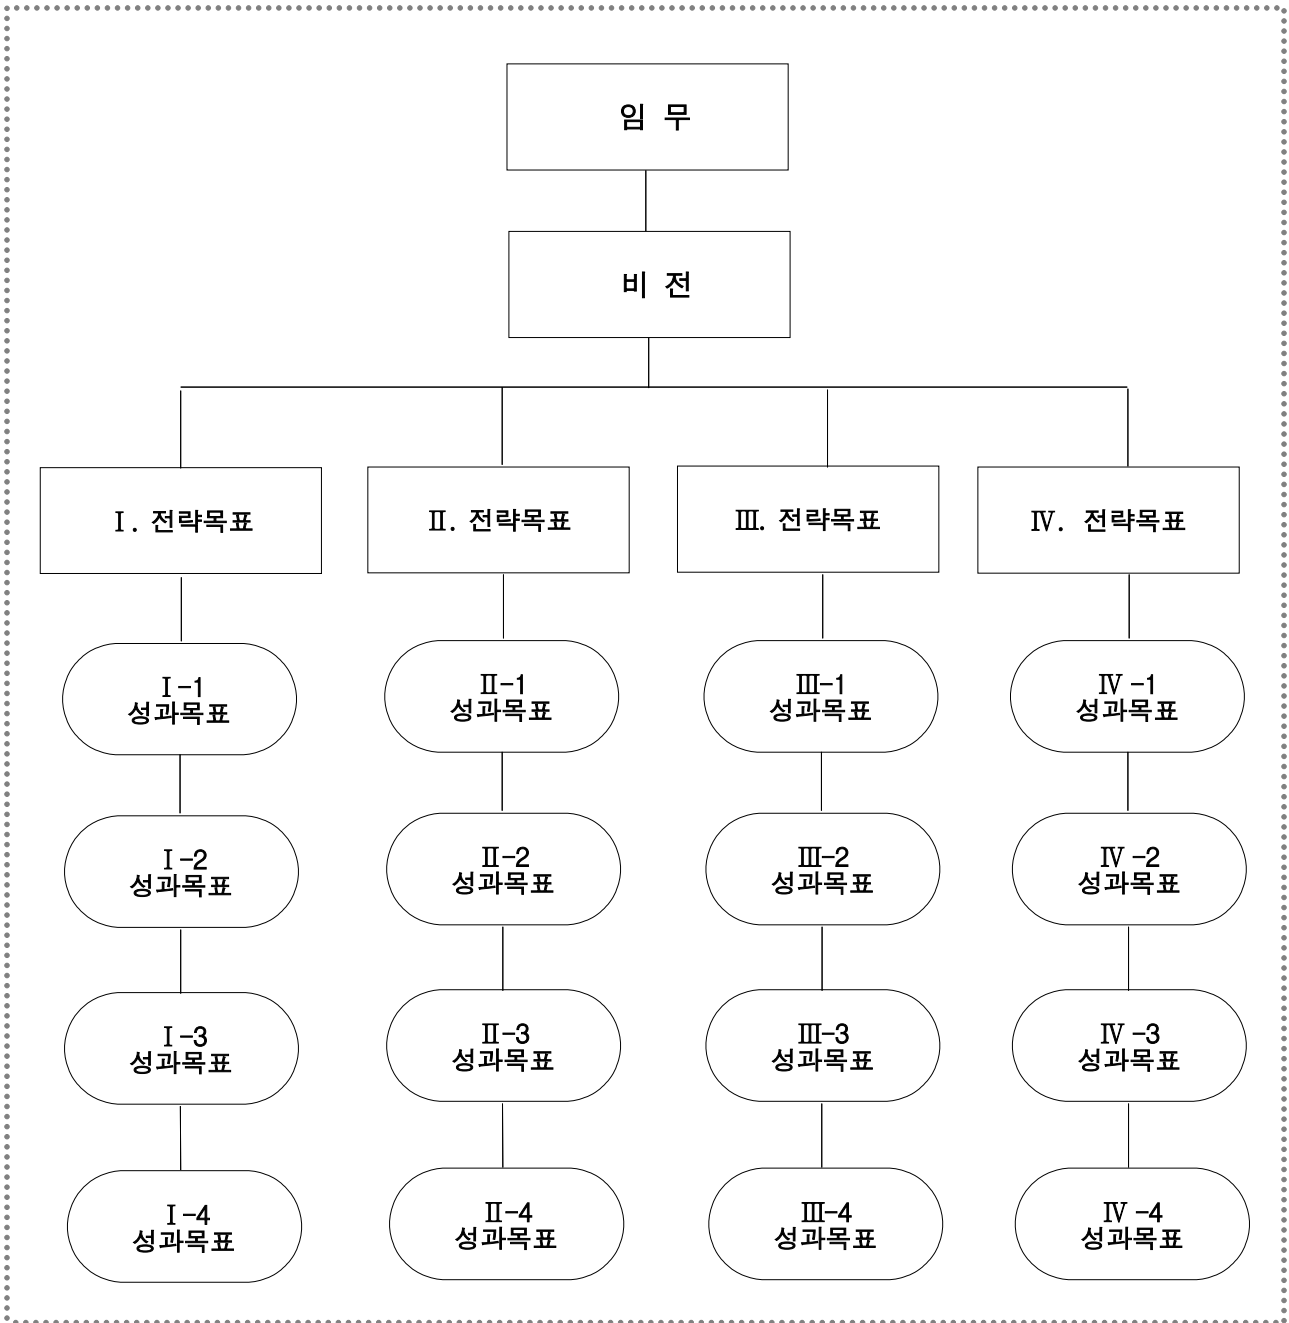 임 무
비 전
Ⅰ. 전략목표
Ⅱ. 전략목표
Ⅲ. 전략목표
Ⅳ. 전략목표
Ⅰ-1
성과목표
Ⅱ-1
성과목표
Ⅲ-1
성과목표
Ⅳ-1
성과목표
Ⅰ-2
성과목표
Ⅱ-2
성과목표
Ⅲ-2
성과목표
Ⅳ-2
성과목표
Ⅰ-3
성과목표
Ⅱ-3
성과목표
Ⅲ-3
성과목표
Ⅳ-3
성과목표
Ⅰ-4
성과목표
Ⅱ-4
성과목표
Ⅲ-4
성과목표
Ⅳ-4
성과목표